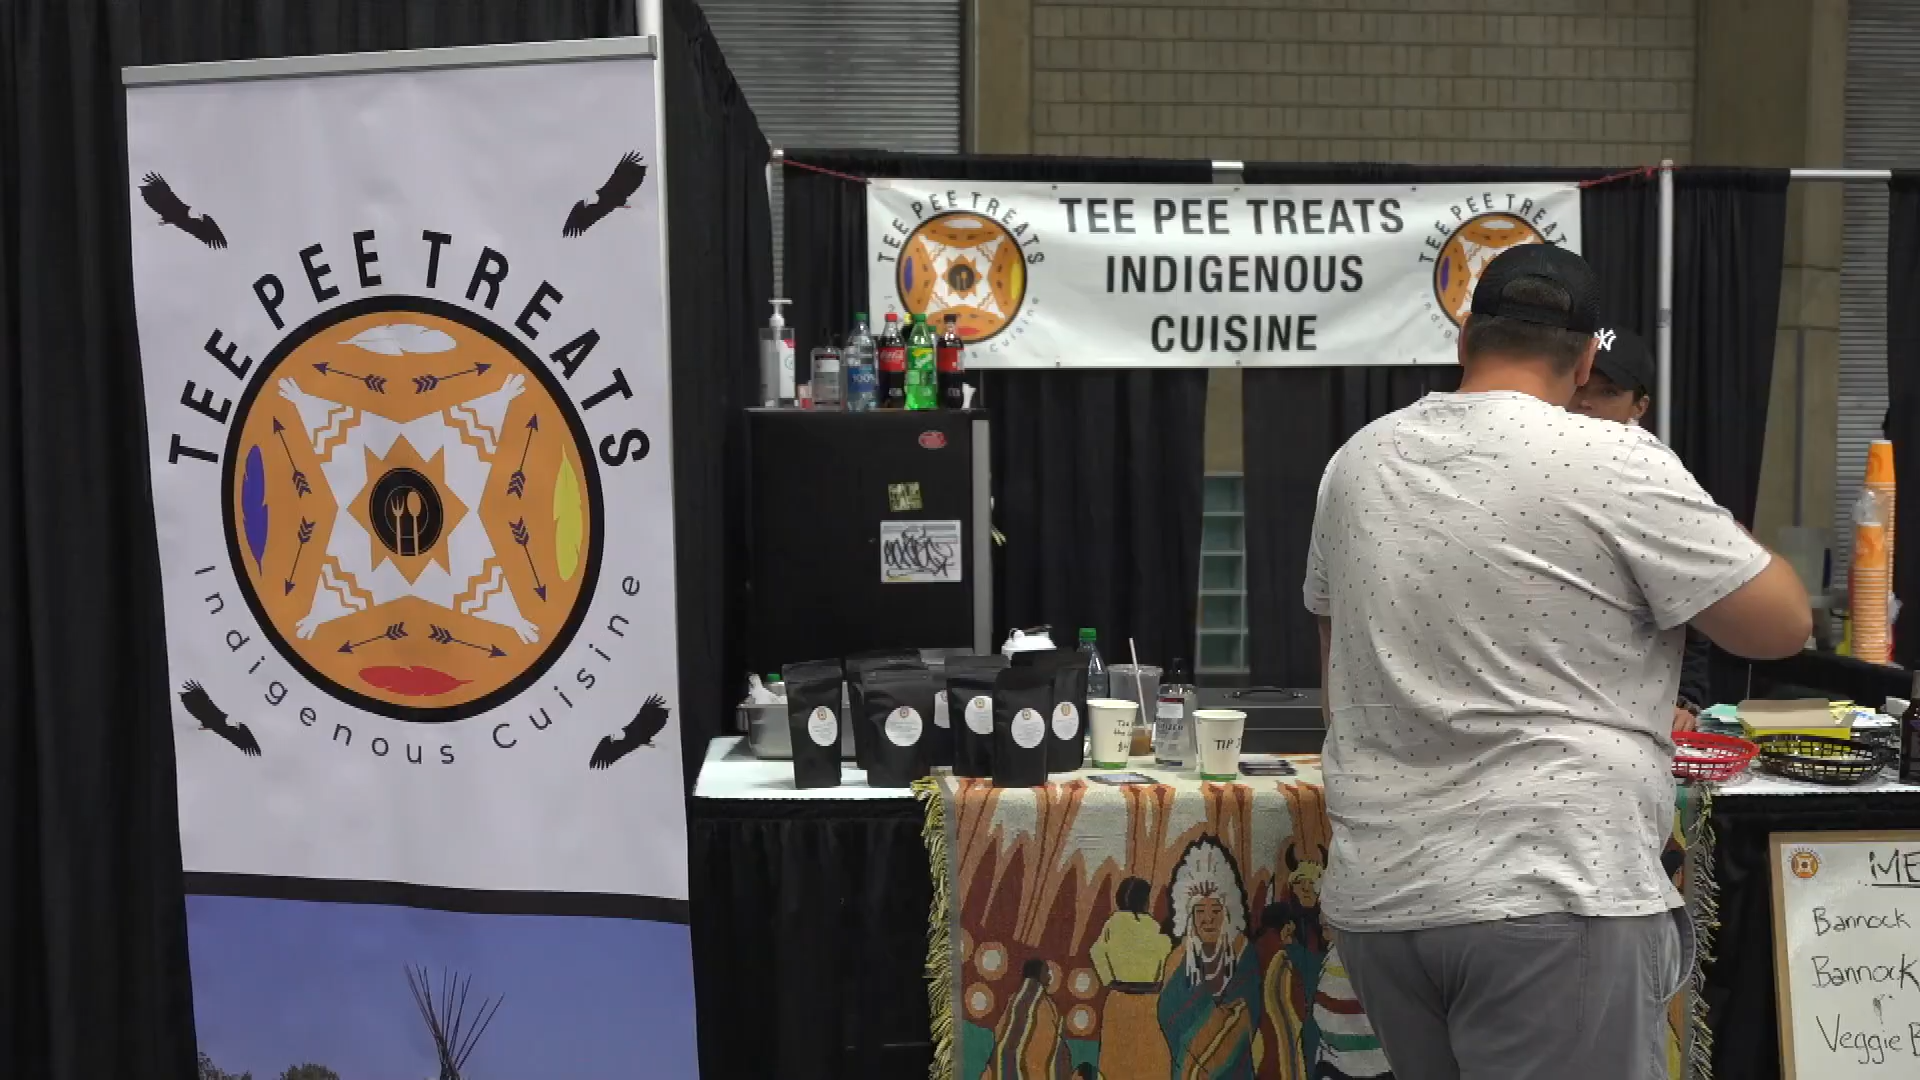 TEE PEE TREATS
Indigenous Cuisine
TEE PEE TREATS
TEE PEE TREATS
INDIGENOUS
CUISINE
TEE PEE TREATS
100%
TIP
ME
Bannock
Bannock
Veggie B